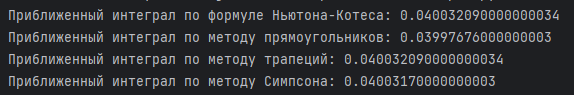 Приближенный интеграл по формуле Ньютона-Котеса: 0.040032090000000034
Приближенный интеграл по методу прямоугольников: 0.03997676000000003
Приближенный интеграл по методу трапеций: 0.040032090000000034
Приближенный интеграл по методу Симпсона: 0.04003170000000003